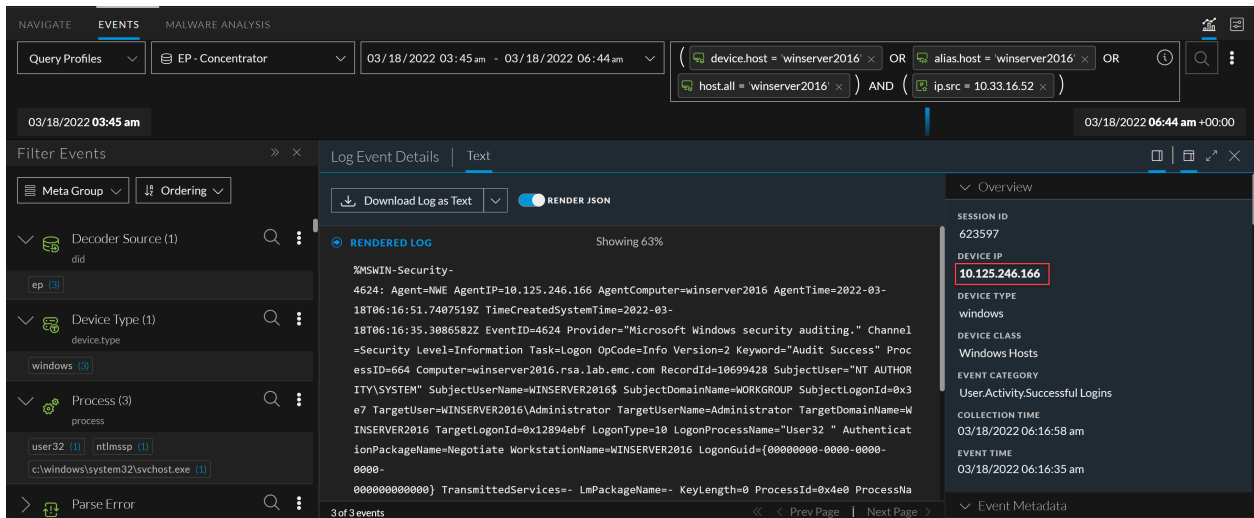 NAVIGATE EVENTS MALWARE ANALYSIS
Query Profiles EP - Concentrator 03/18/2022 03:45 am - 03/18/2022 06:44 am ( device.host = 'winserver2016' × OR alias.host = 'winserver2016' × OR
host.all = 'winserver2016' × ) AND ( ip.src = 10.33.16.52 × )
03/18/2022 03:45 am 03/18/2022 06:44 am +00:00
Filter Events
Meta Group Ordering
Decoder Source (1)
did
ep (3)
Device Type (1)
device.type
windows (3)
Process (3)
process
user32 (1) ntlmssp (1)
c:\windows\system32\svchost.exe (1)
Parse Error
Log Event Details Text
Download Log as Text RENDER JSON
RENDERED LOG Showing 63%
%MSWIN-Security-
4624: Agent=NWE AgentIP=10.125.246.166 AgentComputer=winserver2016 AgentTime=2022-03-
18T06:16:51.7407519Z TimeCreatedSystemTime=2022-03-
18T06:16:35.3086582Z EventID=4624 Provider="Microsoft Windows security auditing." Channel
=Security Level=Information Task=Logon OpCode=Info Version=2 Keyword="Audit Success" Proc
essID=664 Computer=winserver2016.rsa.lab.emc.com RecordId=10699428 SubjectUser="NT AUTHOR
ITY\SYSTEM" SubjectUserName=WINSERVER2016$ SubjectDomainName=WORKGROUP SubjectLogonId=0x3
e7 TargetUser=WINSERVER2016\Administrator TargetUserName=Administrator TargetDomainName=W
INSERVER2016 TargetLogonId=0x12894ebf LogonType=10 LogonProcessName="User32 " Authenticat
ionPackageName=Negotiate WorkstationName=WINSERVER2016 LogonGuid={00000000-0000-0000-
0000-
000000000000} TransmittedServices=- LmPackageName=- KeyLength=0 ProcessId=0x4e0 ProcessNa
3 of 3 events Prev Page Next Page
Overview
SESSION ID
623597
DEVICE IP
10.125.246.166
DEVICE TYPE
windows
DEVICE CLASS
Windows Hosts
EVENT CATEGORY
User.Activity.Successful Logins
COLLECTION TIME
03/18/2022 06:16:58 am
EVENT TIME
03/18/2022 06:16:35 am
Event Metadata